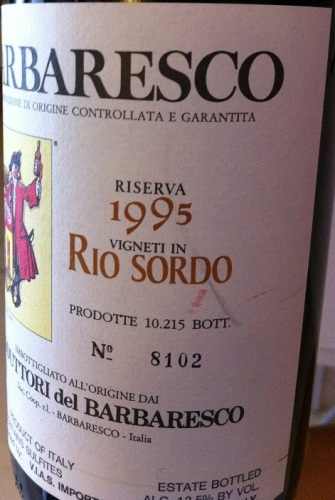 RBARESCO
AZIONE DI ORIGINE CONTROLLATA E GARANTITA
RISERVA
1995
VIGNETI IN
RIO SORDO
PRODOTTE 10.215 BOTT.
Nº 8102
IMBOTTIGLIATO ALL'ORIGINE DAI
UTTORI del BARBARESCO
Soc. Coop. r.l. - BARBARESCO - Italia
PRODUCT OF ITALY
SULFITES
V.I.A.S. IMPORT
ESTATE BOTTLED
ALC. 13.5% BY VOL.